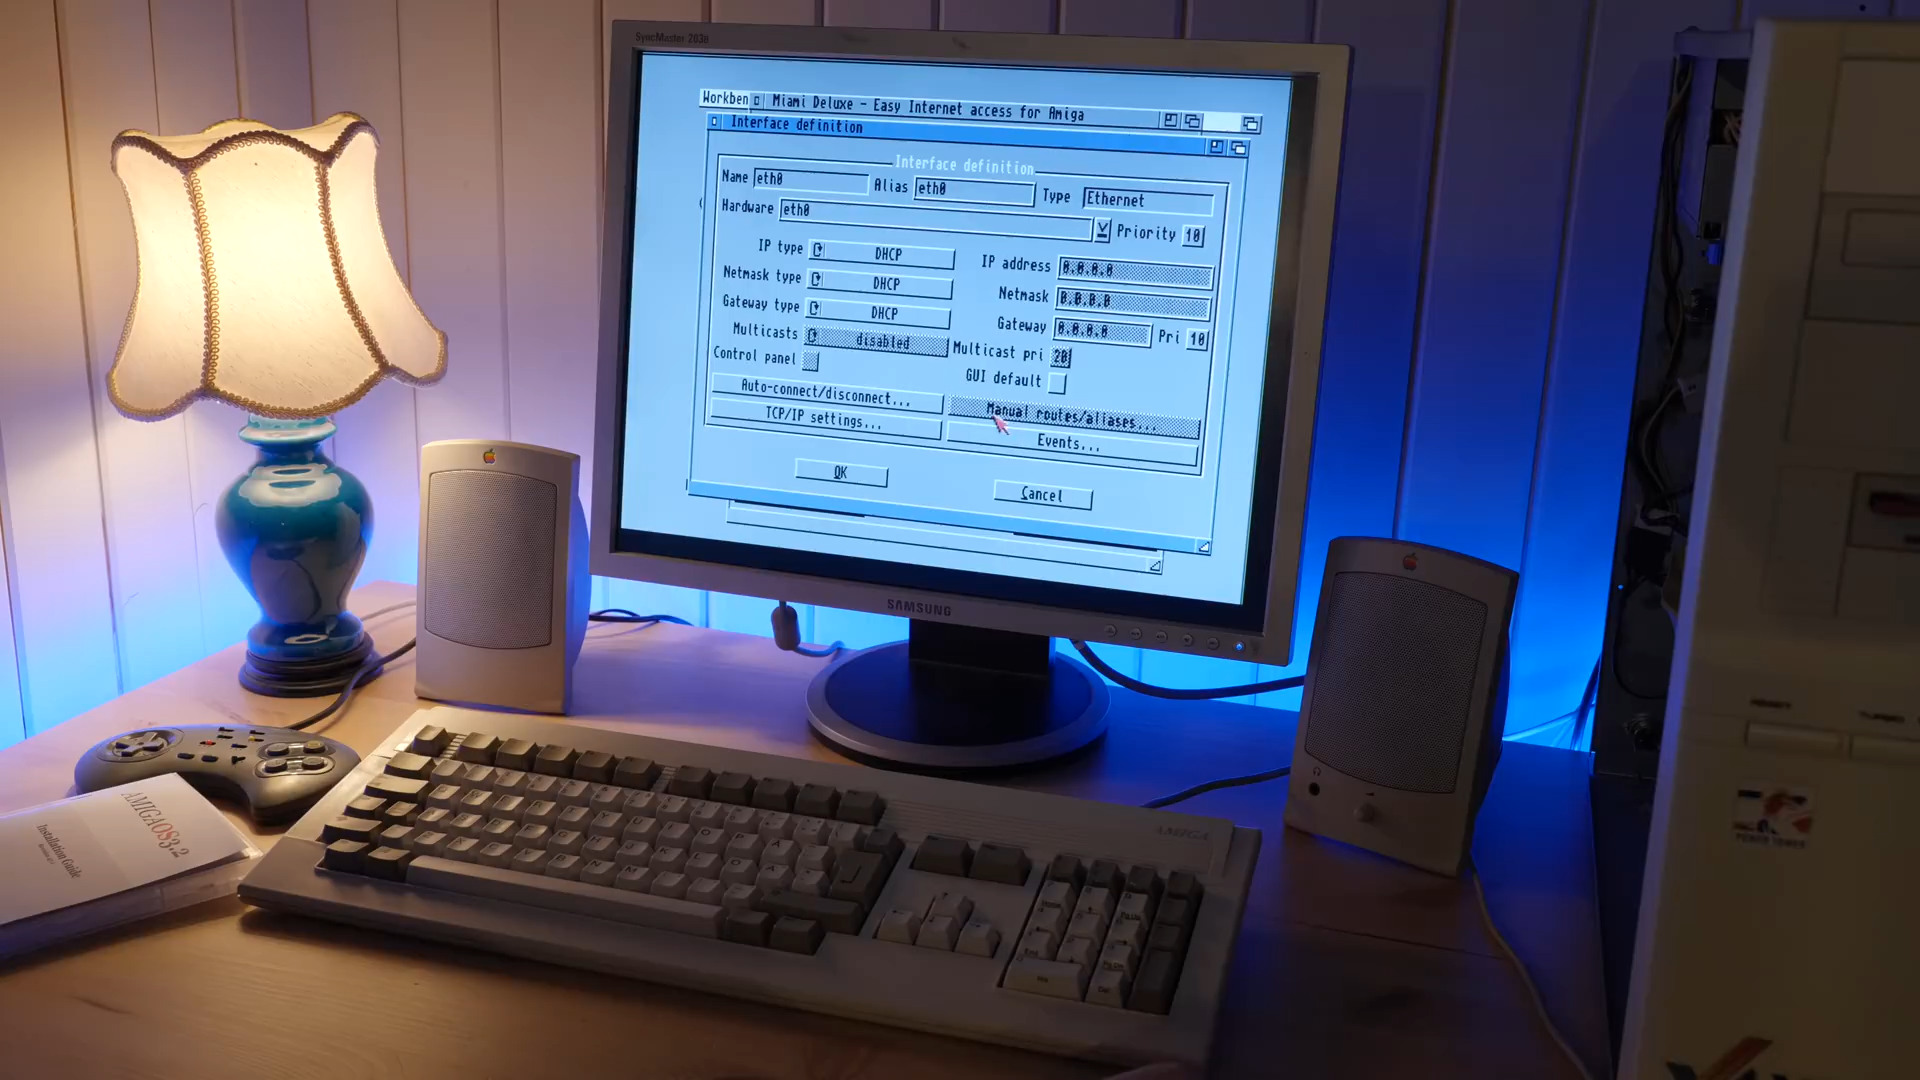 SyncMaster 203B
Workben
Miami Deluxe - Easy Internet access for Amiga
Interface definition
Interface definition
Name eth0 Alias eth0 Type Ethernet
Hardware eth0 Priority 10
IP type DHCP IP address 0.0.0.0
Netmask type DHCP Netmask 0.0.0.0
Gateway type DHCP Gateway 0.0.0.0 Pri 10
Multicasts disabled Multicast pri 20
Control panel GUI default
Auto-connect/disconnect... Manual routes/aliases...
TCP/IP settings... Events...
OK Cancel
SAMSUNG
AMIGA
AMIGAOS3.2
Installation Guide